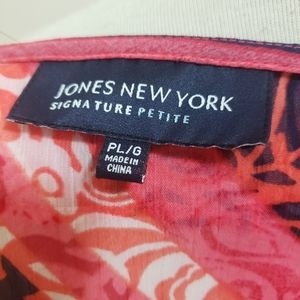 JONES NEW YORK
SIGNATURE PETITE
PL/G
MADE IN
CHINA